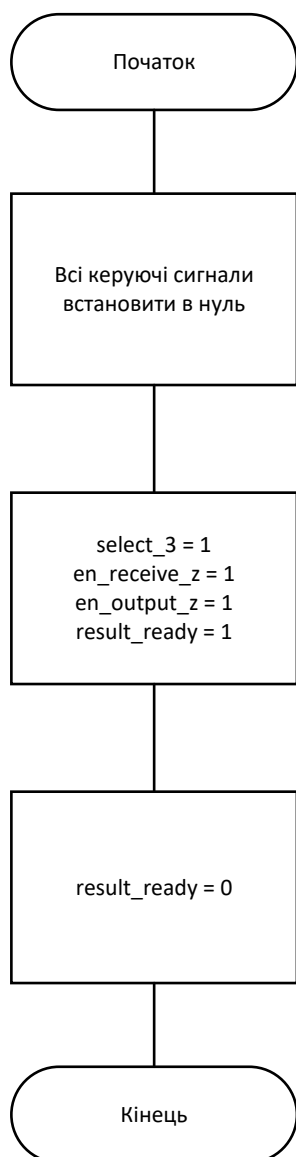 Початок
Всі керуючі сигнали
встановити в нуль
select_3 = 1
en_receive_z = 1
en_output_z = 1
result_ready = 1
result_ready = 0
Кінець